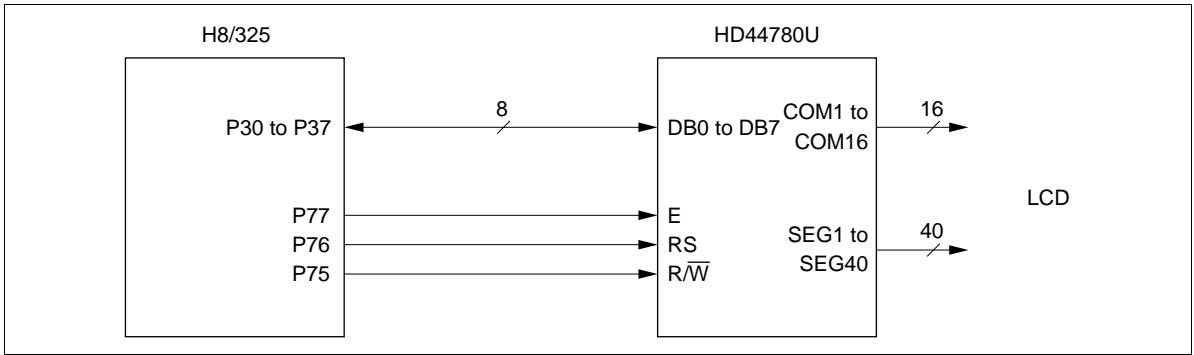 H8/325
HD44780U
P30 to P37
8
DB0 to DB7
COM1 to
COM16
16
P77
E
P76
RS
P75
R/W̅
SEG1 to
SEG40
40
LCD